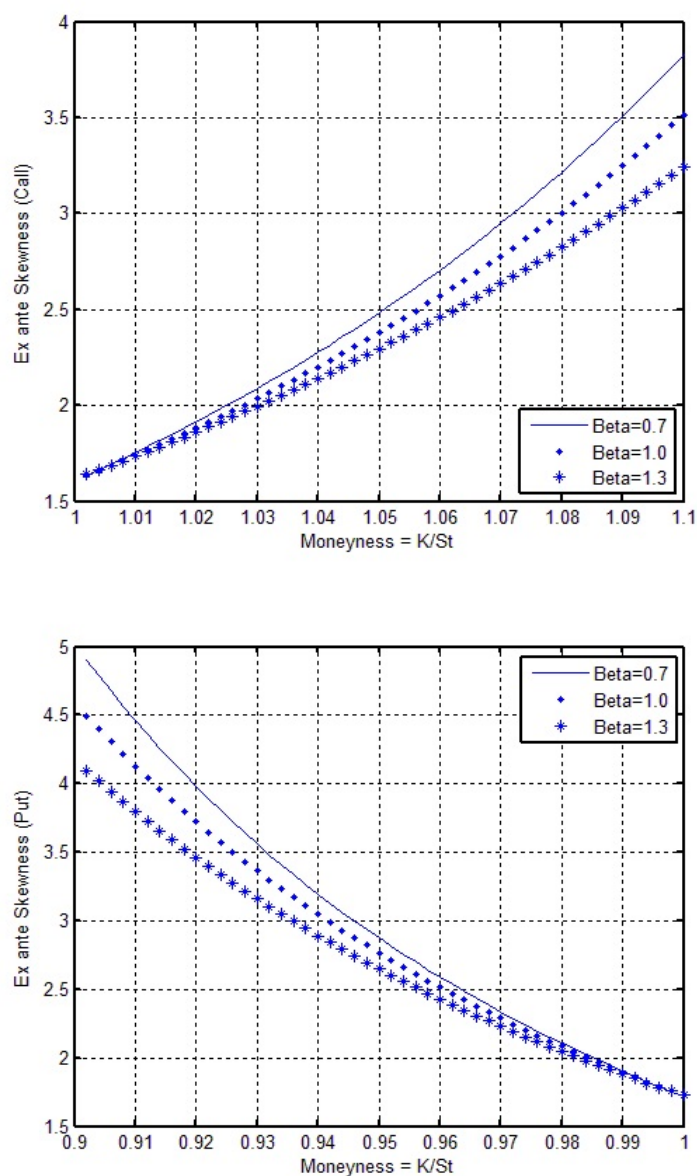 4
3.5
3
2.5
2
1.5
Ex ante Skewness (Call)
Beta=0.7
Beta=1.0
Beta=1.3
1 1.01 1.02 1.03 1.04 1.05 1.06 1.07 1.08 1.09 1.1
Moneyness = K/St
5
4.5
4
3.5
3
2.5
2
1.5
Ex ante Skewness (Put)
Beta=0.7
Beta=1.0
Beta=1.3
0.9 0.91 0.92 0.93 0.94 0.95 0.96 0.97 0.98 0.99 1
Moneyness = K/St